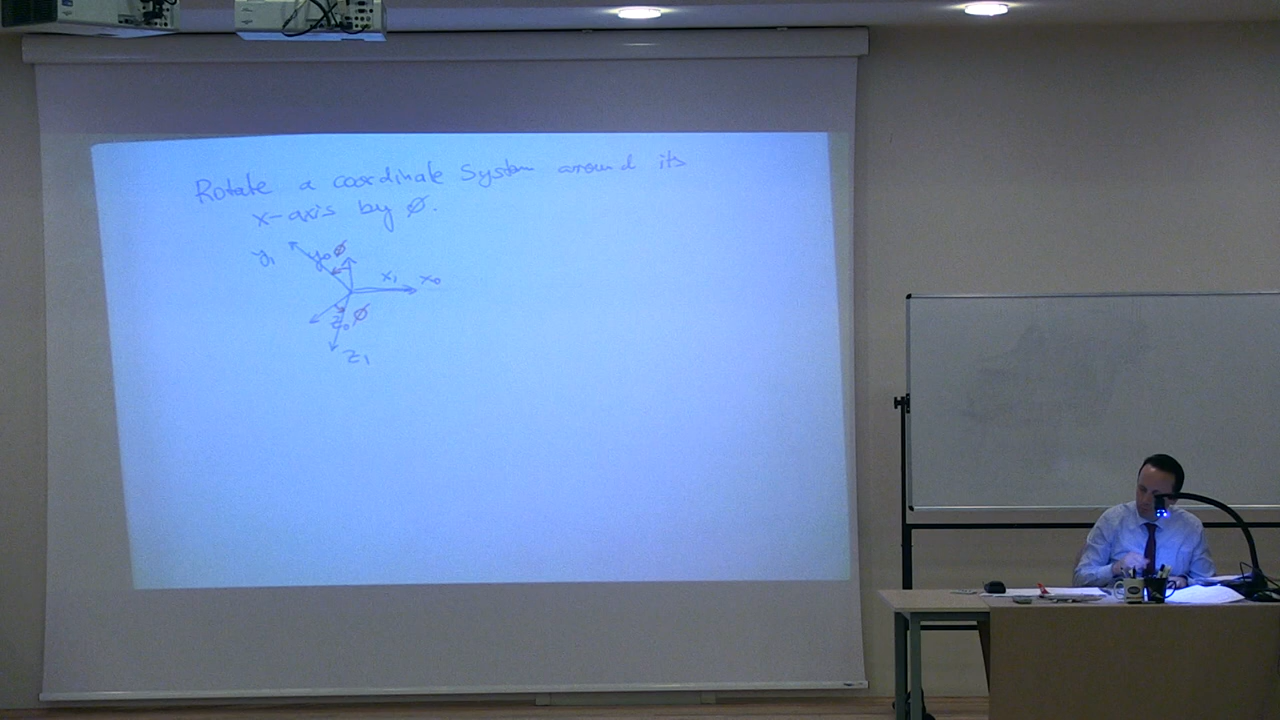 Rotate a coordinate System around its
x-axis by ø.
y₁ y₀ ø
x₁ x₀
z₀ ø
z₁